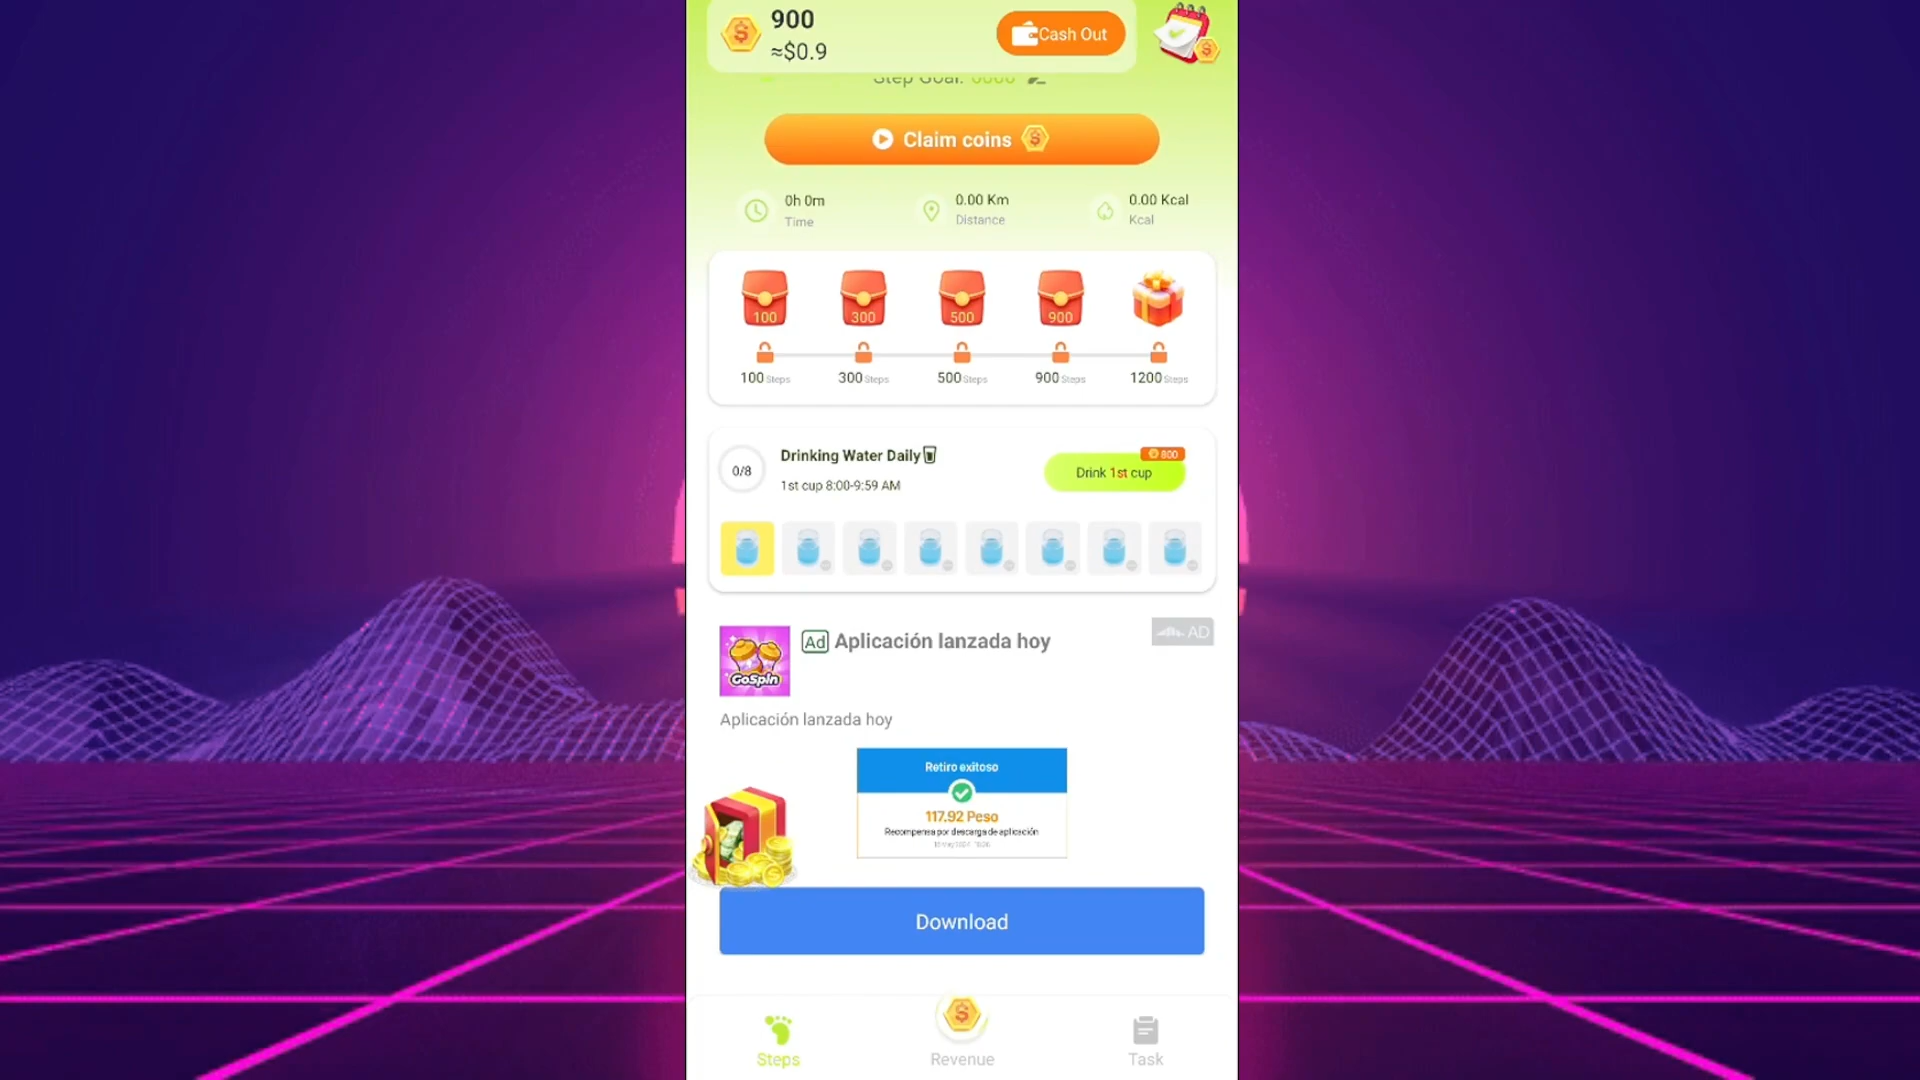 900
≈$0.9
Cash Out
Step Goal: 6000
Claim coins
0h 0m
Time
0.00 Km
Distance
0.00 Kcal
Kcal
100
300
500
900
100 Steps
300 Steps
500 Steps
900 Steps
1200 Steps
0/8
Drinking Water Daily
1st cup 8:00-9:59 AM
800
Drink 1st cup
GoSpin
Ad Aplicación lanzada hoy
AD
Aplicación lanzada hoy
Retiro exitoso
117.92 Peso
Recompensa por descarga de aplicación
Download
Steps
Revenue
Task